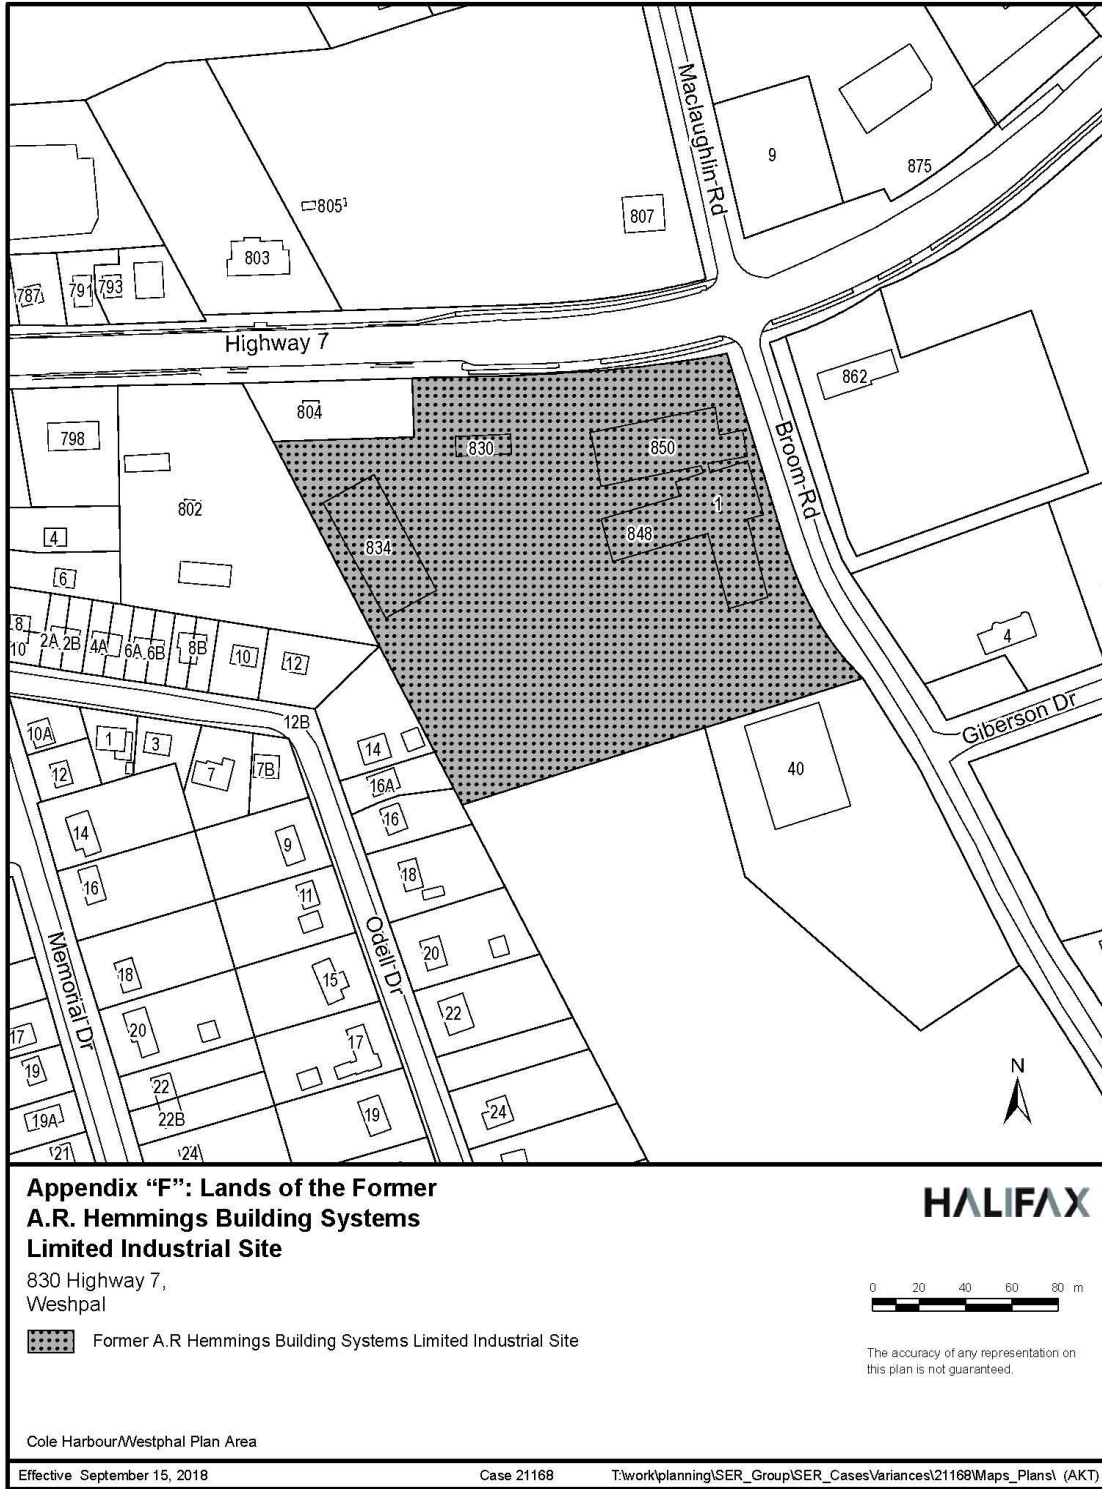 Maclaughlin Rd
9
875
805
807
803
787
791
793
Highway 7
804
862
798
830
850
Broom Rd
802
1
848
834
4
6
8
10
2A
2B
4A
6A
6B
8B
10
12
4
12B
Giberson Dr
10A
1
3
14
12
7
7B
16A
40
14
16
9
16
18
11
Odell Dr
Memorial Dr
20
18
15
22
20
17
17
N
19
22
24
19A
22B
19
21
24
Appendix “F”: Lands of the Former
A.R. Hemmings Building Systems
Limited Industrial Site
HALIFAX
830 Highway 7,
Weshpal
0 20 40 60 80 m
Former A.R Hemmings Building Systems Limited Industrial Site
The accuracy of any representation on
this plan is not guaranteed.
Cole Harbour/Westphal Plan Area
Effective September 15, 2018 Case 21168 T:\work\planning\SER_Group\SER_Cases\Variances\21168\Maps_Plans\ (AKT)